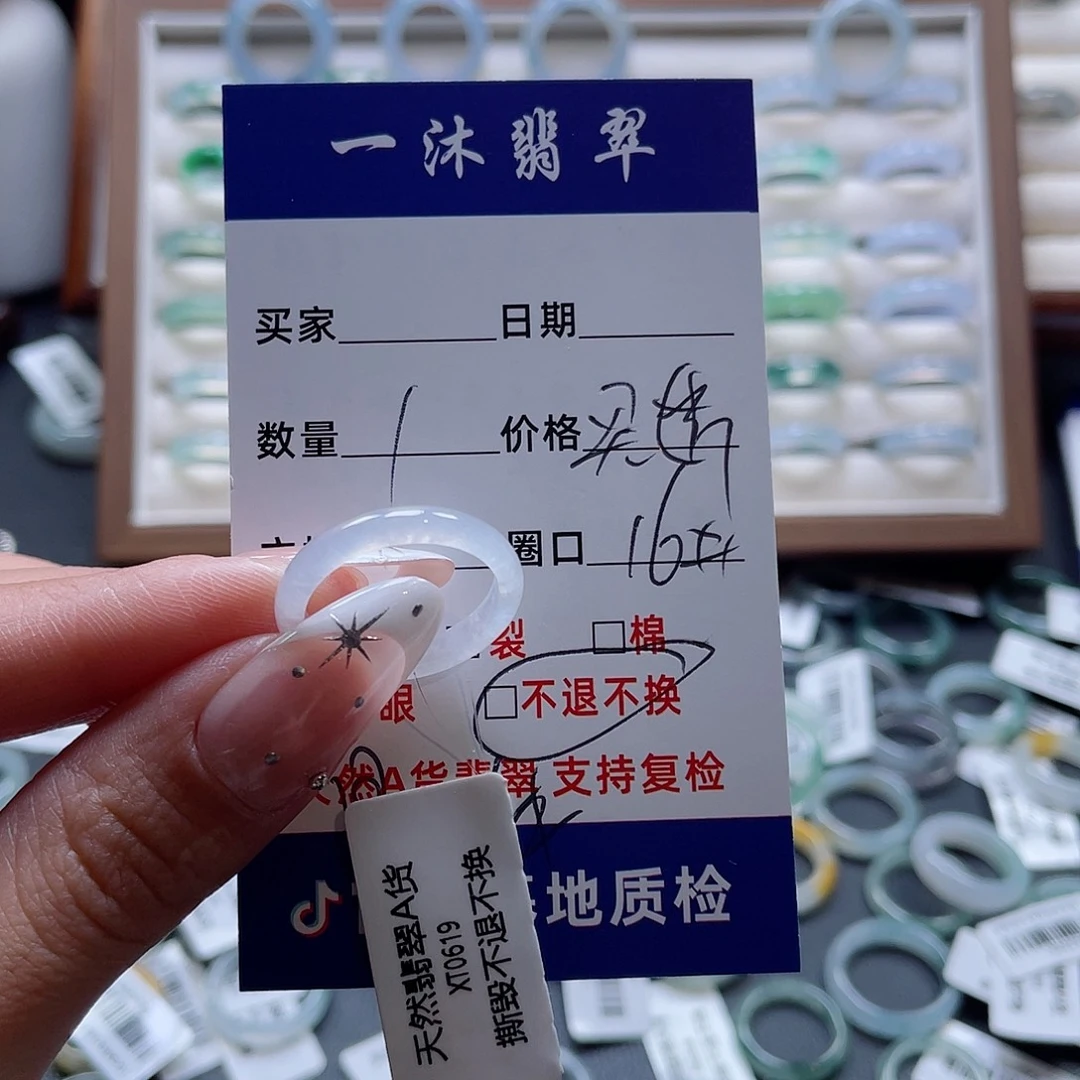 一沐翡翠
买家 日期
数量 1 价格
圈口 16#
裂 □棉
眼 □不退不换
然A货翡翠 支持复检
地质检
天然翡翠A货
XT0619
撕毁不退不换